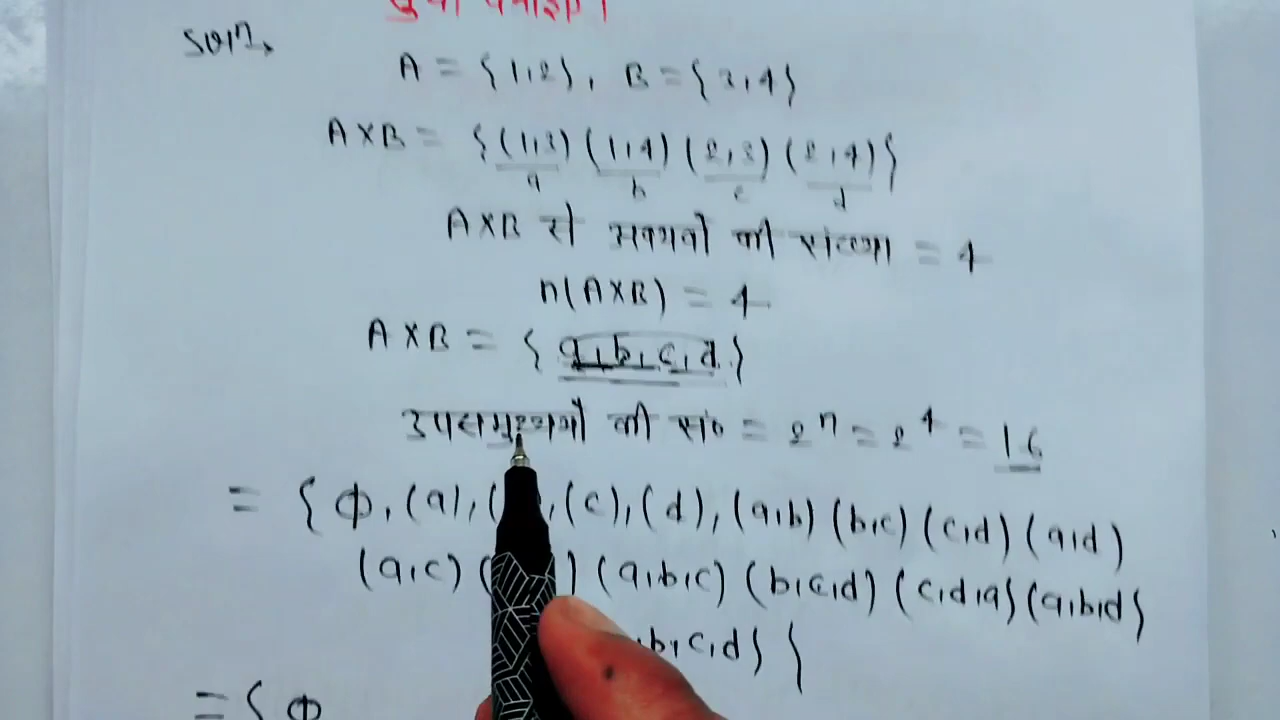 Soln.
A = {1,2}, B = {3,4}
A×B = {(1,3) (1,4) (2,3) (2,4)}
a b c d
A×B से अवयवों की संख्या = 4
n(A×B) = 4
A×B = {a,b,c,d}
उपसमुच्चयों की सं० = 2ⁿ = 2⁴ = 16
= {ϕ, (a), ( , (c), (d), (a,b) (b,c) (c,d) (a,d)
(a,c) ( ) (a,b,c) (b,c,d) (c,d,a} (a,b,d}
b,c,d} }
= { ϕ